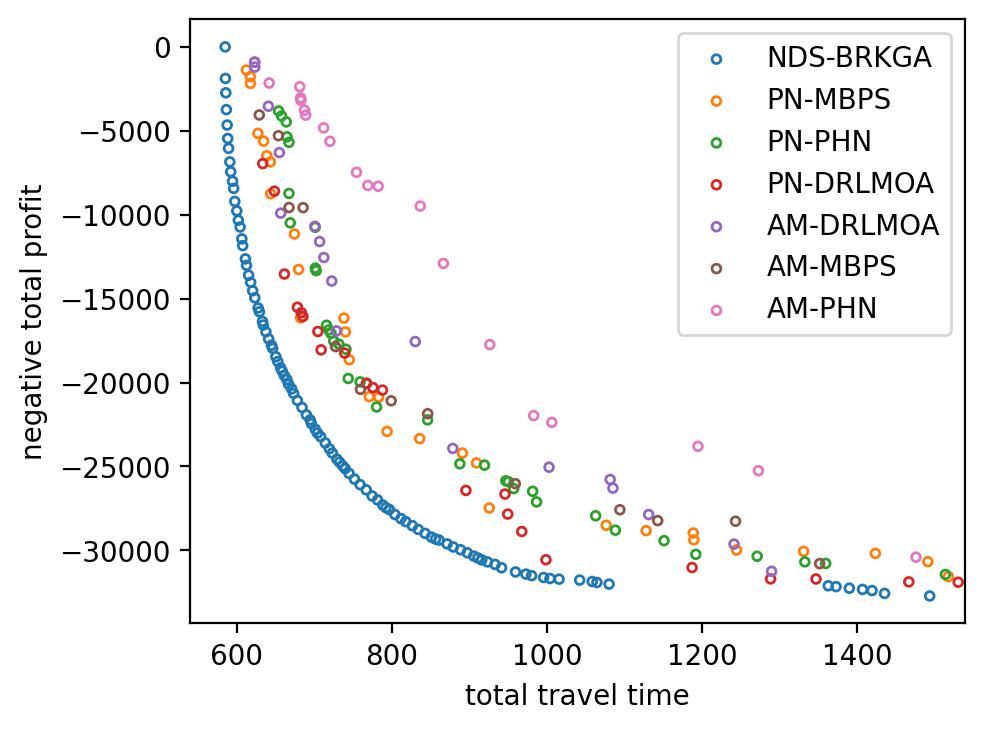 0
−5000
−10000
−15000
−20000
−25000
−30000
negative total profit
600
800
1000
1200
1400
total travel time
NDS-BRKGA
PN-MBPS
PN-PHN
PN-DRLMOA
AM-DRLMOA
AM-MBPS
AM-PHN